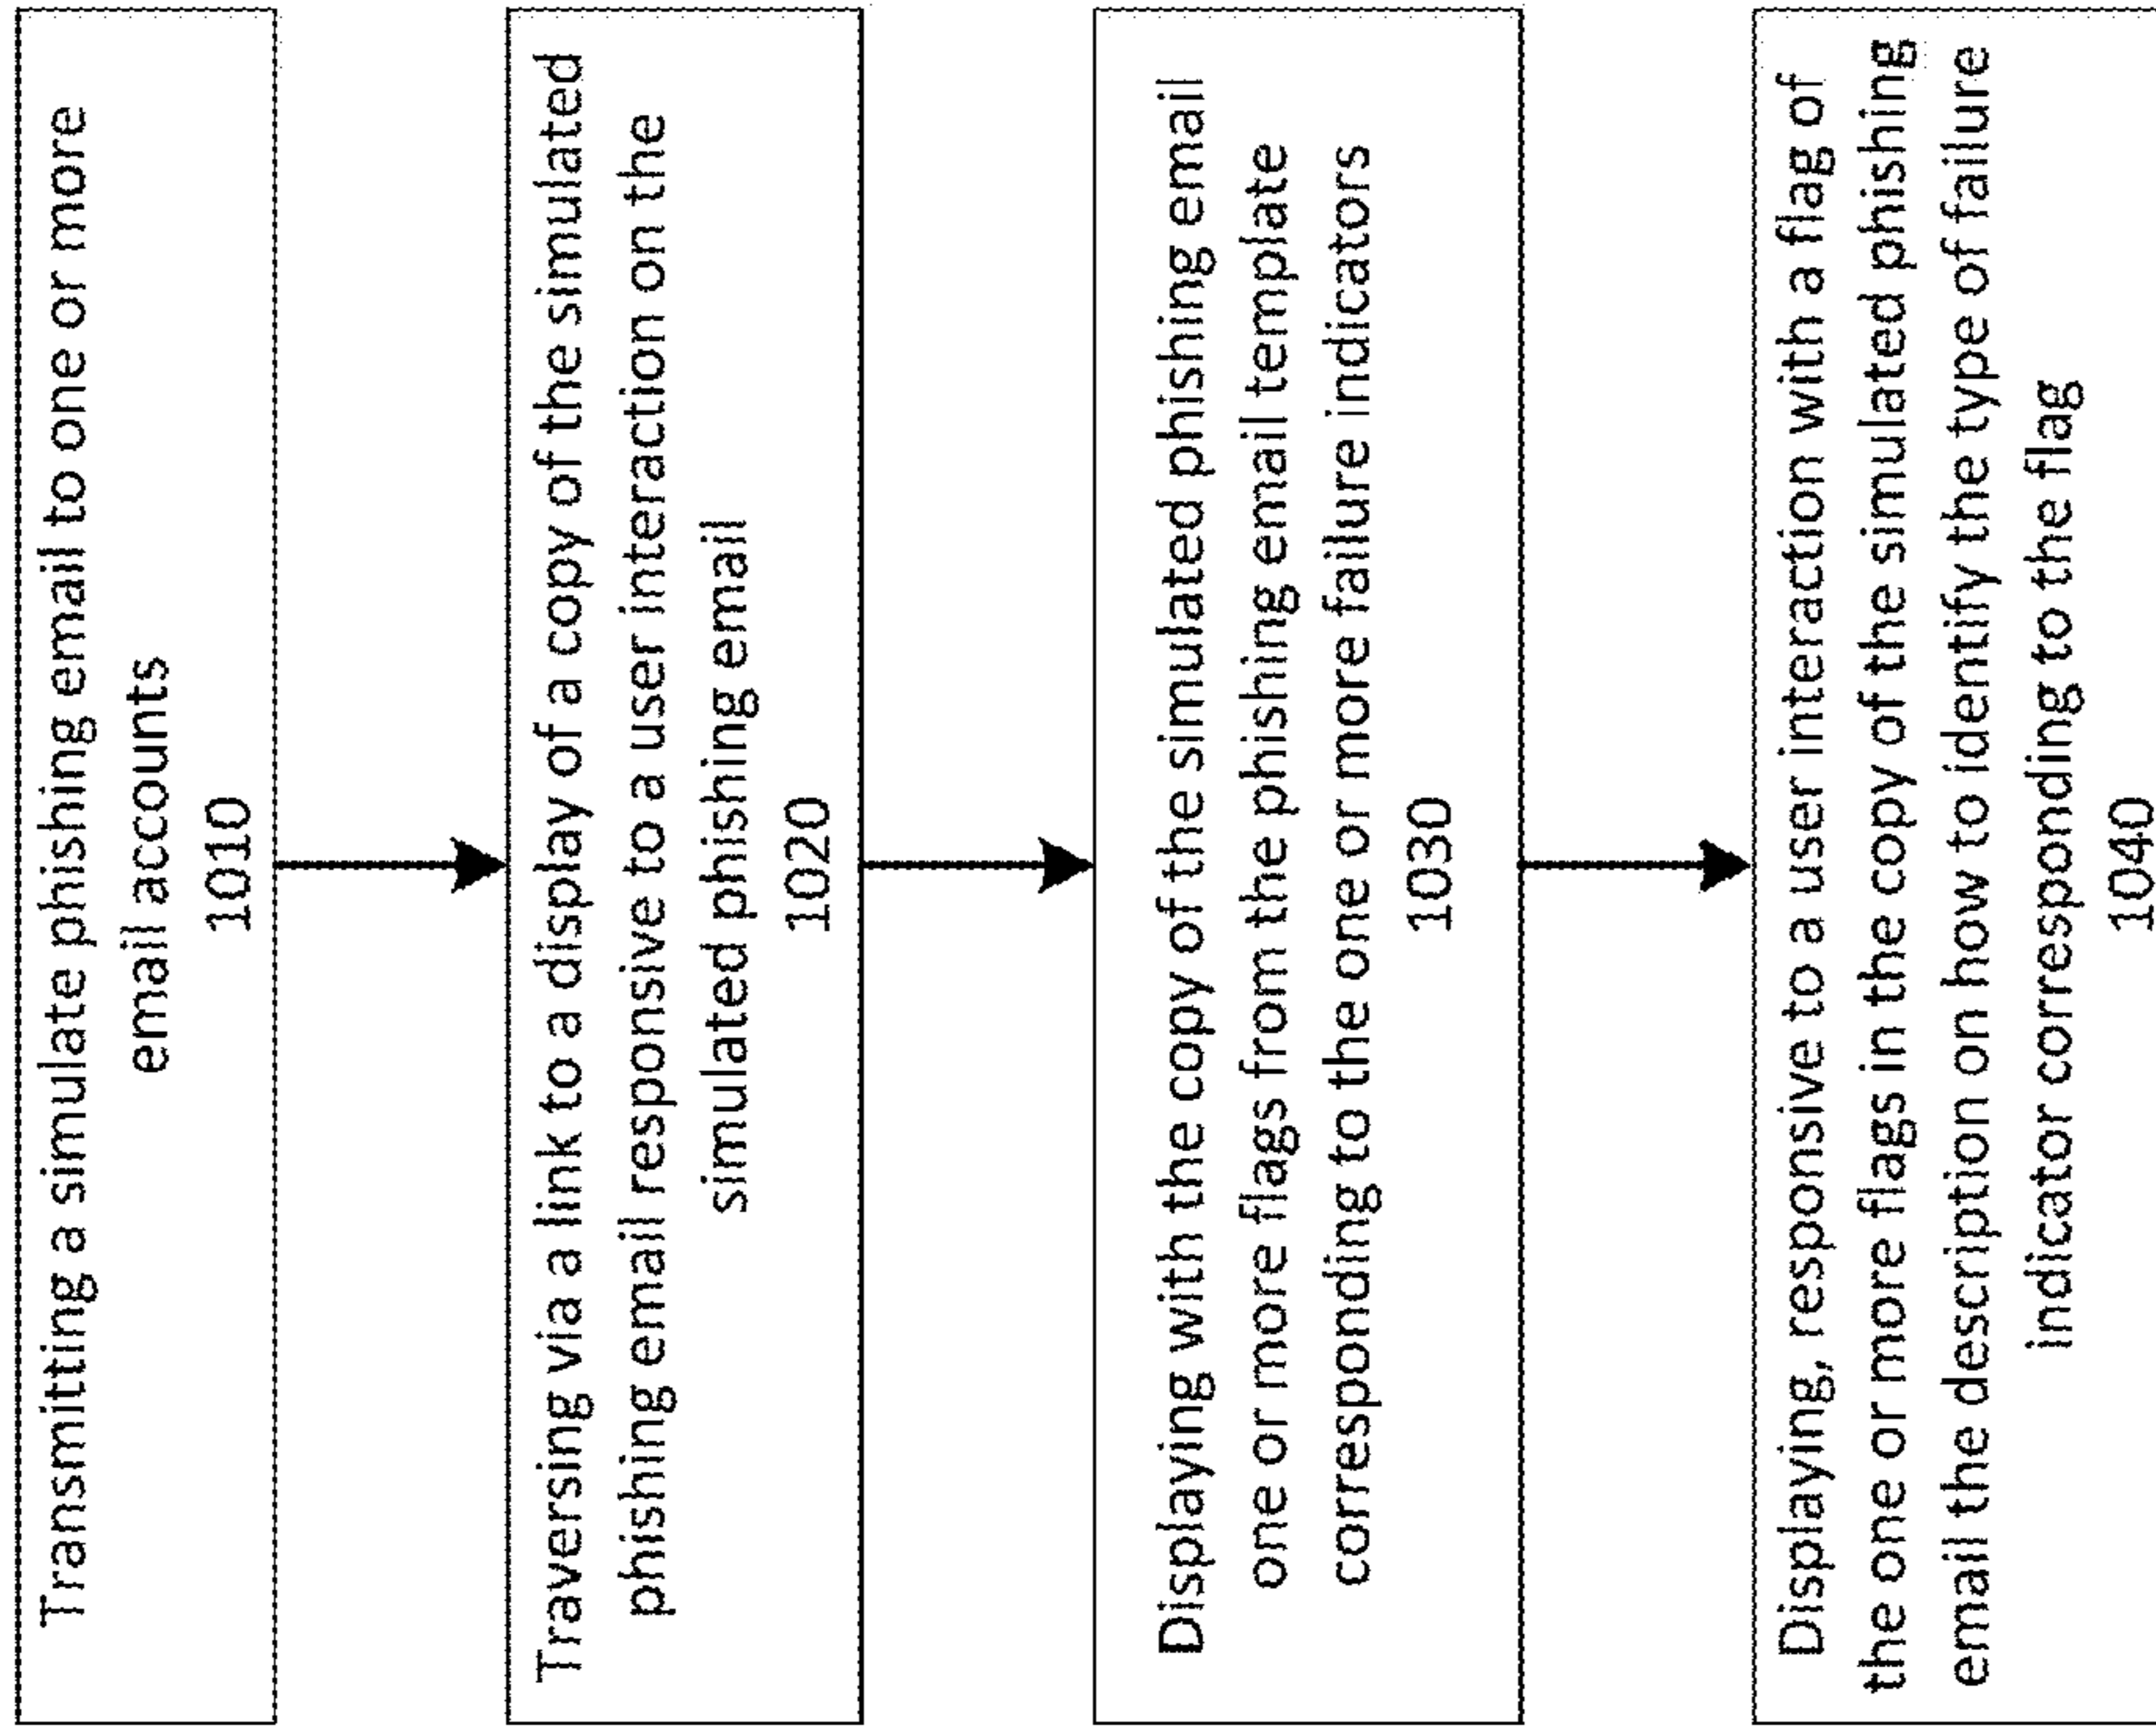 Transmitting a simulate phishing email to one or more
email accounts
1010
Traversing via a link to a display of a copy of the simulated
phishing email responsive to a user interaction on the
simulated phishing email
1020
Displaying with the copy of the simulated phishing email
one or more flags from the phishing email template
corresponding to the one or more failure indicators
1030
Displaying, responsive to a user interaction with a flag of
the one or more flags in the copy of the simulated phishing
email the description on how to identify the type of failure
indicator corresponding to the flag
1040